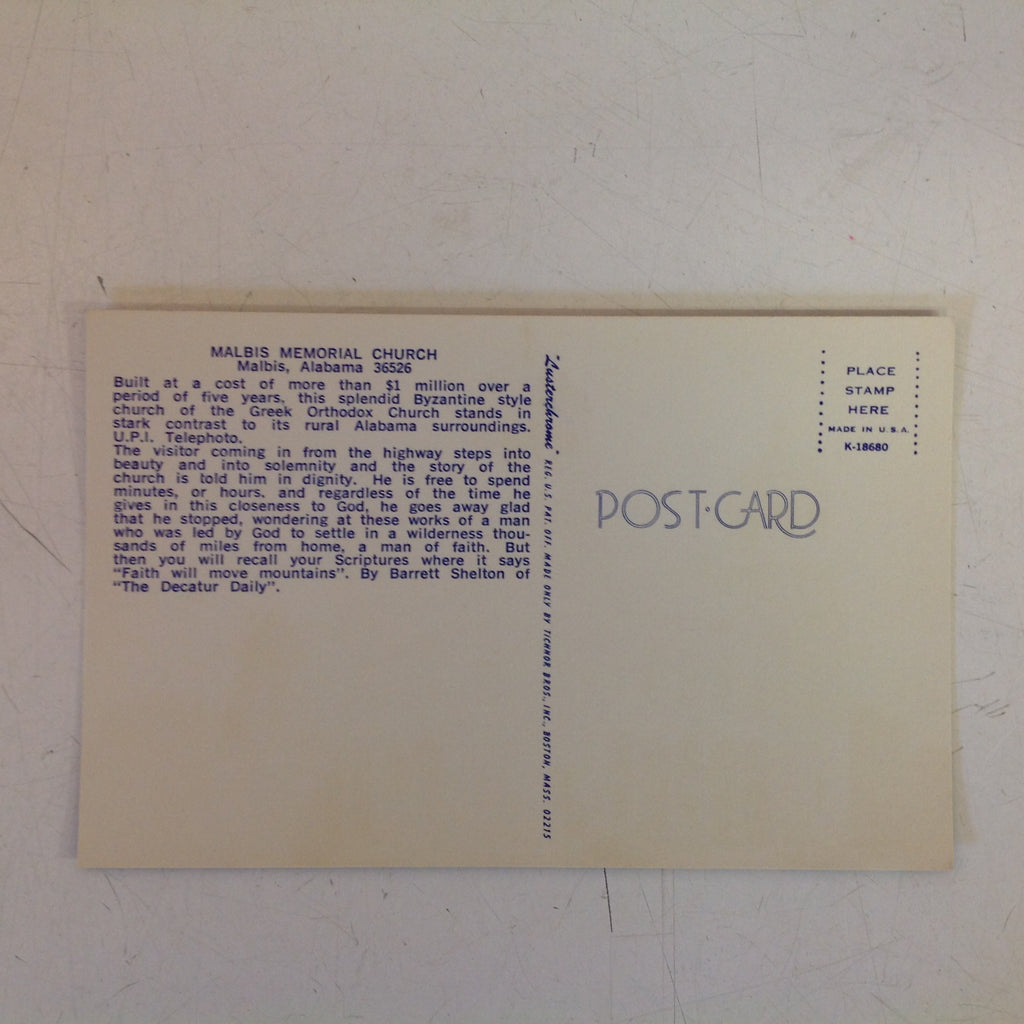 MALBIS MEMORIAL CHURCH
Malbis, Alabama 36526
Built at a cost of more than $1 million over a
period of five years, this splendid Byzantine style
church of the Greek Orthodox Church stands in
stark contrast to its rural Alabama surroundings.
U.P.I. Telephoto.
The visitor coming in from the highway steps into
beauty and into solemnity and the story of the
church is told him in dignity. He is free to spend
minutes, or hours, and regardless of the time he
gives in this closeness to God, he goes away glad
that he stopped, wondering at these works of a man
who was led by God to settle in a wilderness thou-
sands of miles from home, a man of faith. But
then you will recall your Scriptures where it says
“Faith will move mountains”. By Barrett Shelton of
“The Decatur Daily”.
"Lusterchrome" REG. U.S. PAT. OFF. MADE ONLY BY TICHNOR BROS., INC., BOSTON, MASS. 02215
PLACE
STAMP
HERE
MADE IN U.S.A.
K-18680
POST·CARD